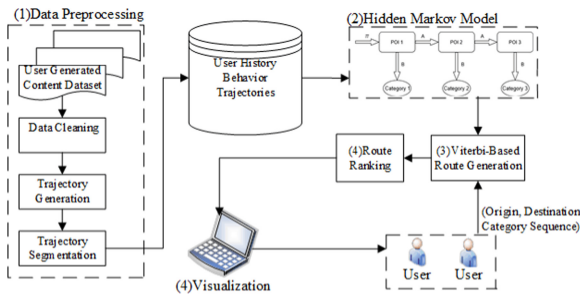 (1)Data Preprocessing
User Generated
Content Dataset
Data Cleaning
Trajectory
Generation
Trajectory
Segmentation
User History
Behavior
Trajectories
(2)Hidden Markov Model
π
POI 1
A
POI 2
A
POI 3
B
B
B
Category 1
Category 2
Category 3
(3)Viterbi-Based
Route Generation
(4)Route
Ranking
(Origin, Destination
Category Sequence)
User
User
(4)Visualization